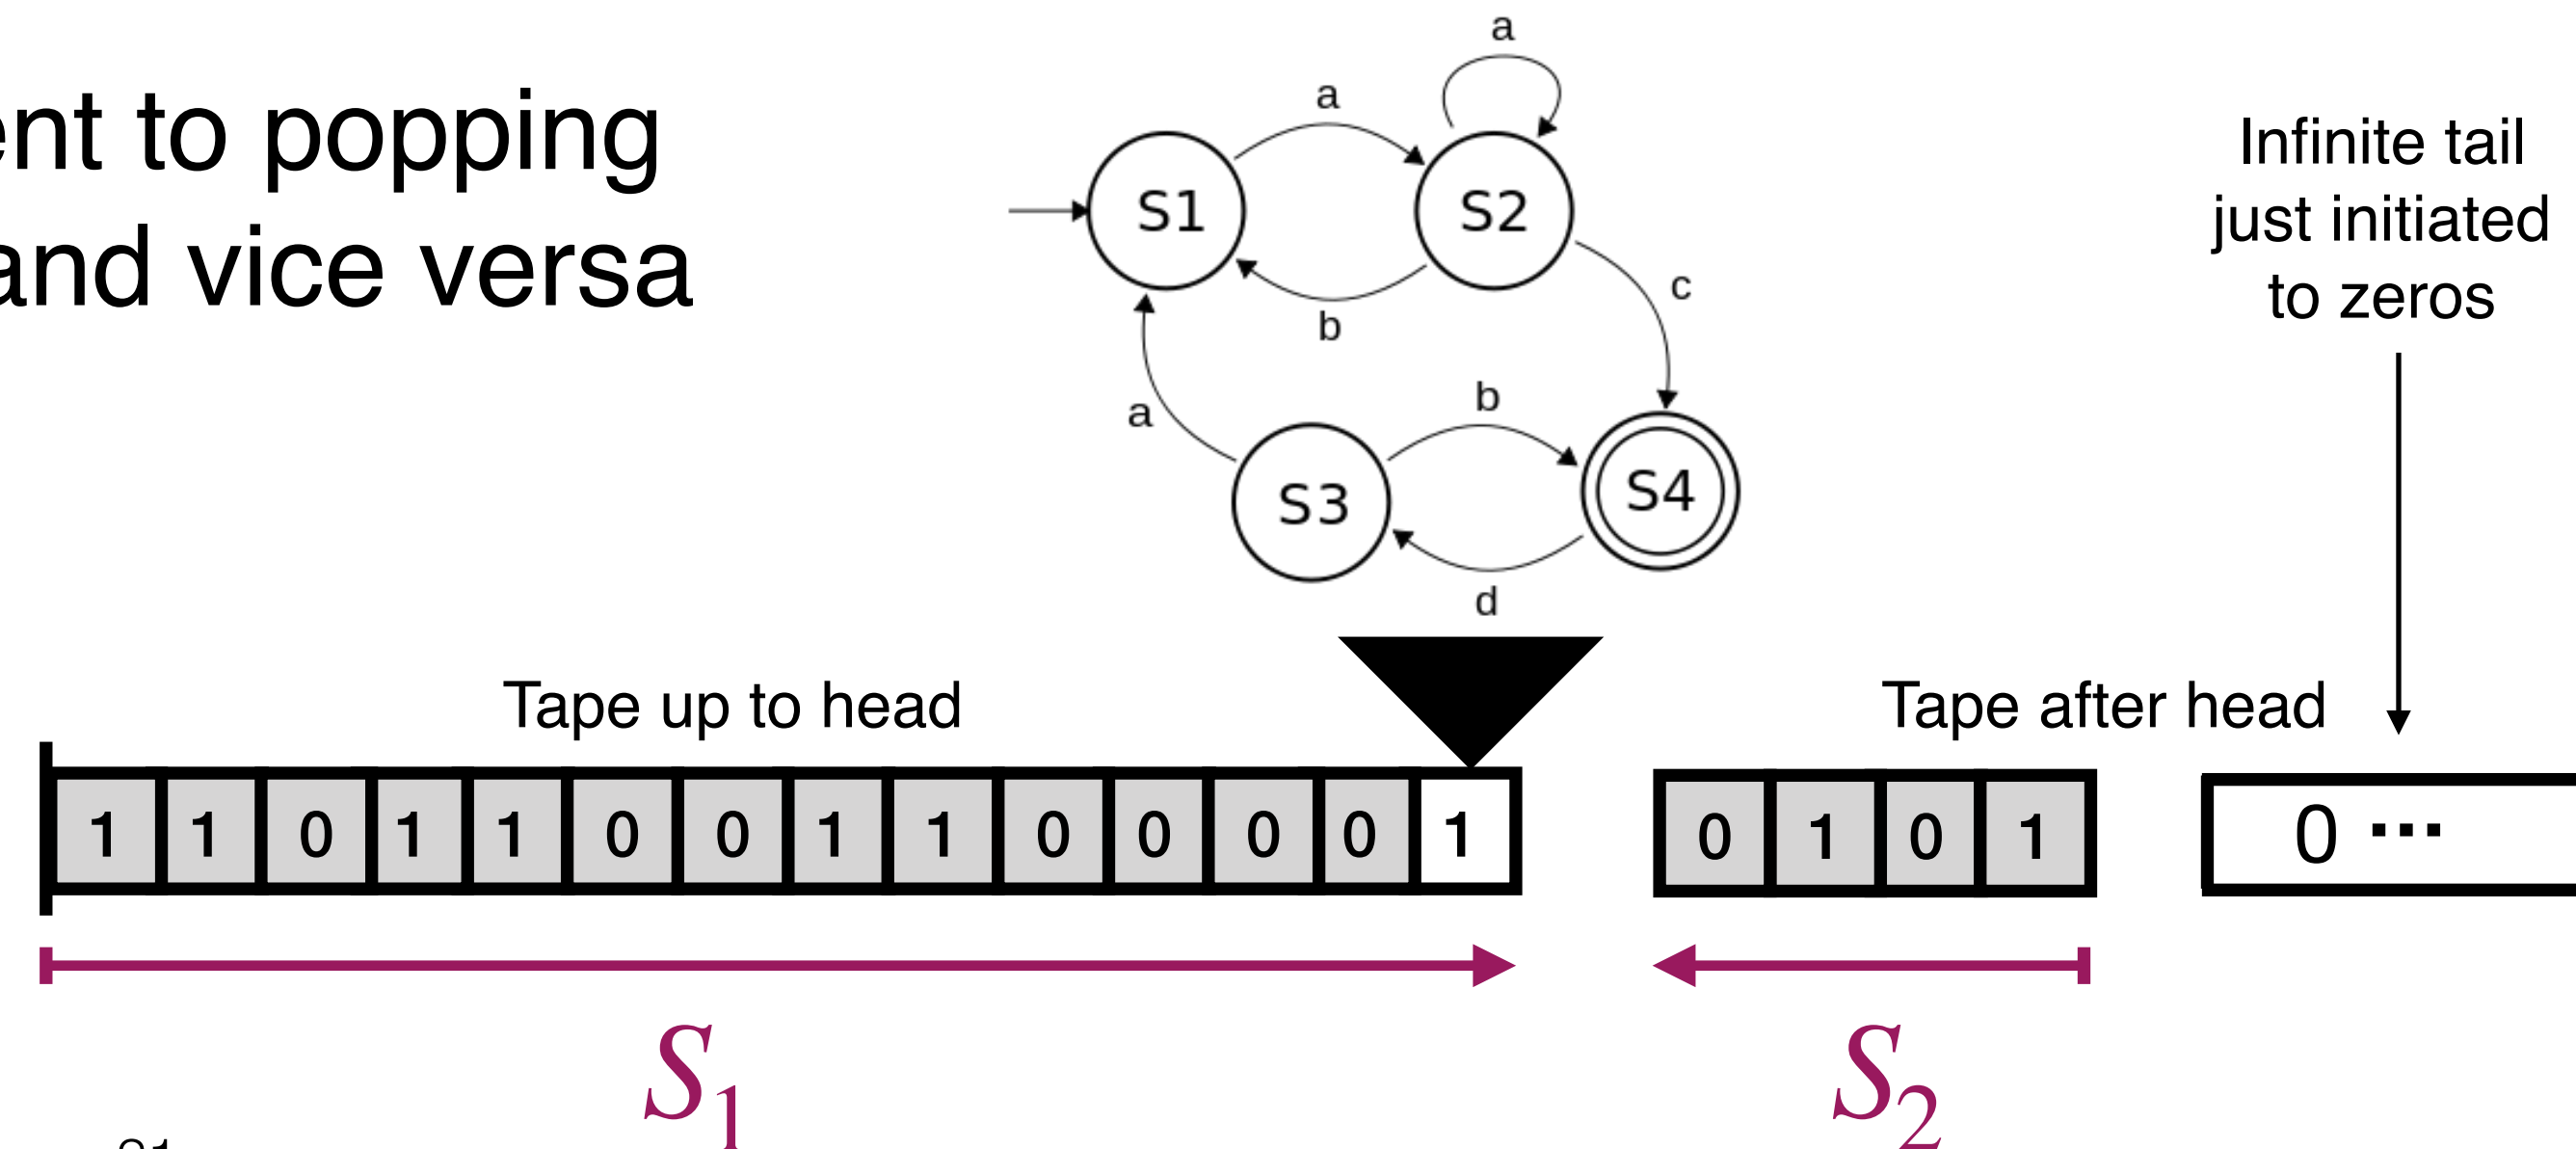 ent to popping
and vice versa
a
a
S1
S2
b
c
a
b
S3
S4
d
Infinite tail
just initiated
to zeros
Tape up to head
Tape after head
1 1 0 1 1 0 0 1 1 0 0 0 0 1
0 1 0 1
0 ...
S1
S2